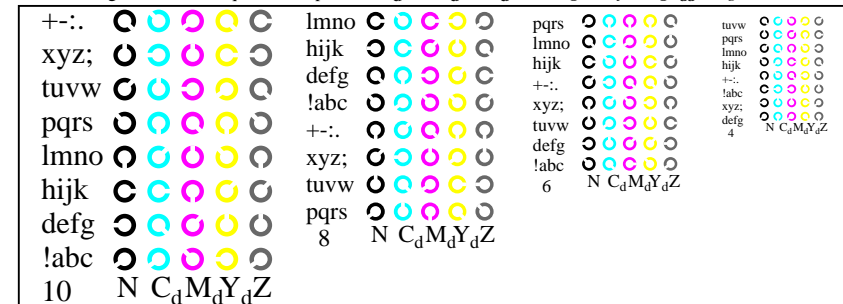 +-:.
xyz;
tuvw
pqrs
lmno
hijk
defg
!abc
10 N CdMdYdZ
lmno
hijk
defg
!abc
+-:.
xyz;
tuvw
pqrs
8 N CdMdYdZ
pqrs
lmno
hijk
+-:.
xyz;
tuvw
defg
!abc
6 N CdMdYdZ
tuvw
pqrs
lmno
hijk
+-:.
!abc
xyz;
defg
4 N CdMdYdZ